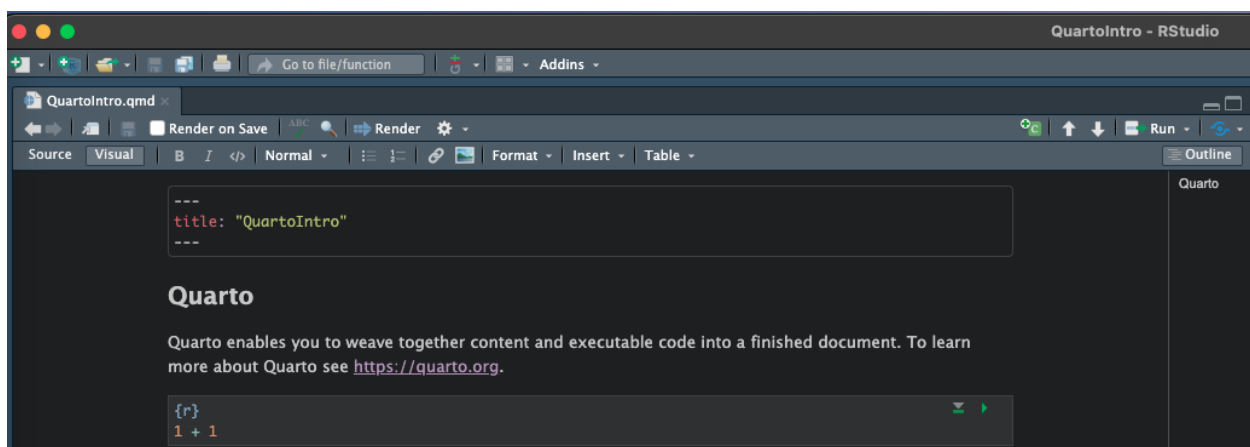 QuartoIntro - RStudio
Go to file/function Addins
QuartoIntro.qmd
Render on Save ABC Render Run
Source Visual B I </> Normal Format Insert Table Outline
Quarto
---
title: "QuartoIntro"
---
Quarto
Quarto enables you to weave together content and executable code into a finished document. To learn
more about Quarto see https://quarto.org.
{r}
1 + 1